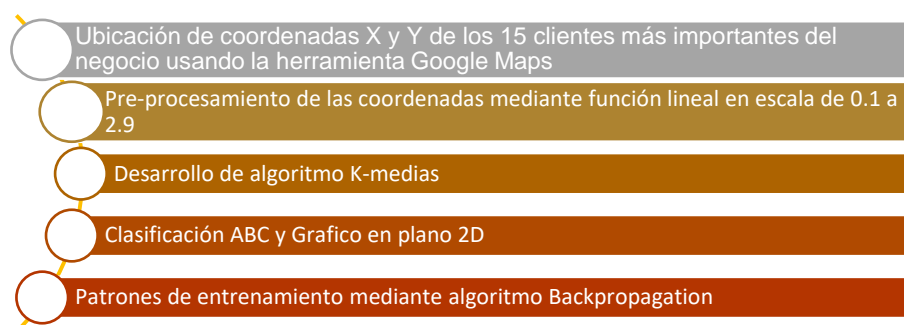 Ubicación de coordenadas X y Y de los 15 clientes más importantes del
negocio usando la herramienta Google Maps
Pre-procesamiento de las coordenadas mediante función lineal en escala de 0.1 a
2.9
Desarrollo de algoritmo K-medias
Clasificación ABC y Grafico en plano 2D
Patrones de entrenamiento mediante algoritmo Backpropagation